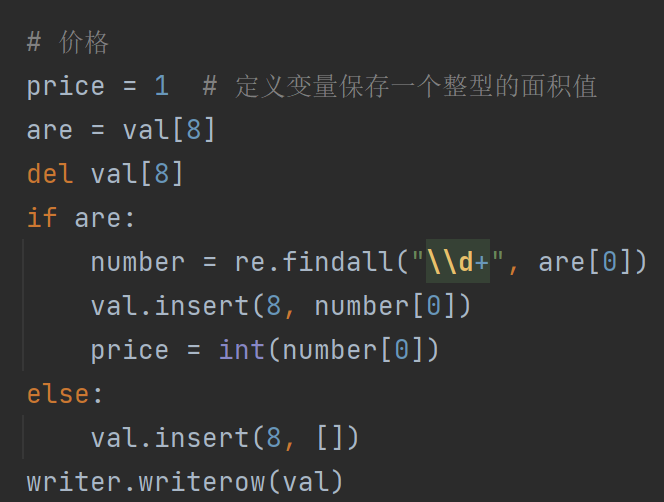 # 价格
price = 1  # 定义变量保存一个整型的面积值
are = val[8]
del val[8]
if are:
    number = re.findall("\\d+", are[0])
    val.insert(8, number[0])
    price = int(number[0])
else:
    val.insert(8, [])
writer.writerow(val)